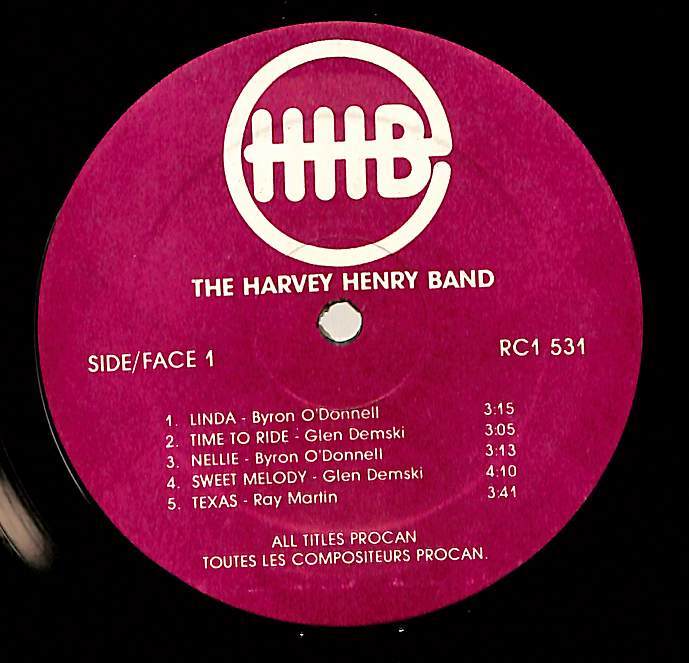 HHB
THE HARVEY HENRY BAND
SIDE/FACE 1 RC1 531
1. LINDA - Byron O'Donnell 3:15
2. TIME TO RIDE - Glen Demski 3:05
3. NELLIE - Byron O'Donnell 3:13
4. SWEET MELODY - Glen Demski 4:10
5. TEXAS - Ray Martin 3:41
ALL TITLES PROCAN
TOUTES LES COMPOSITEURS PROCAN.